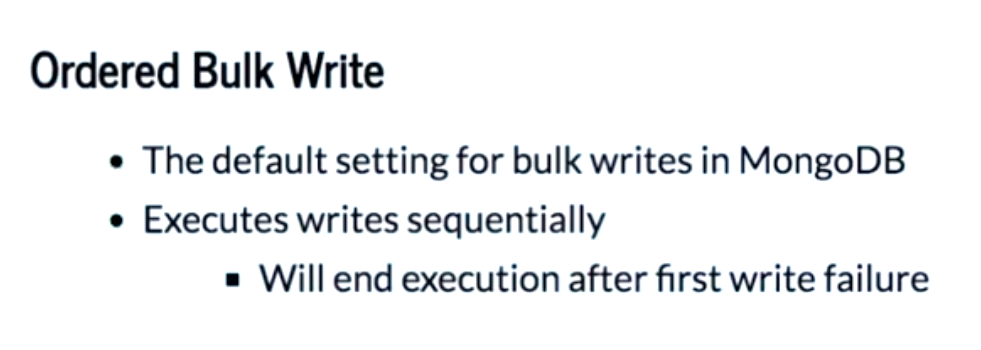 Ordered Bulk Write
• The default setting for bulk writes in MongoDB
• Executes writes sequentially
▪ Will end execution after first write failure